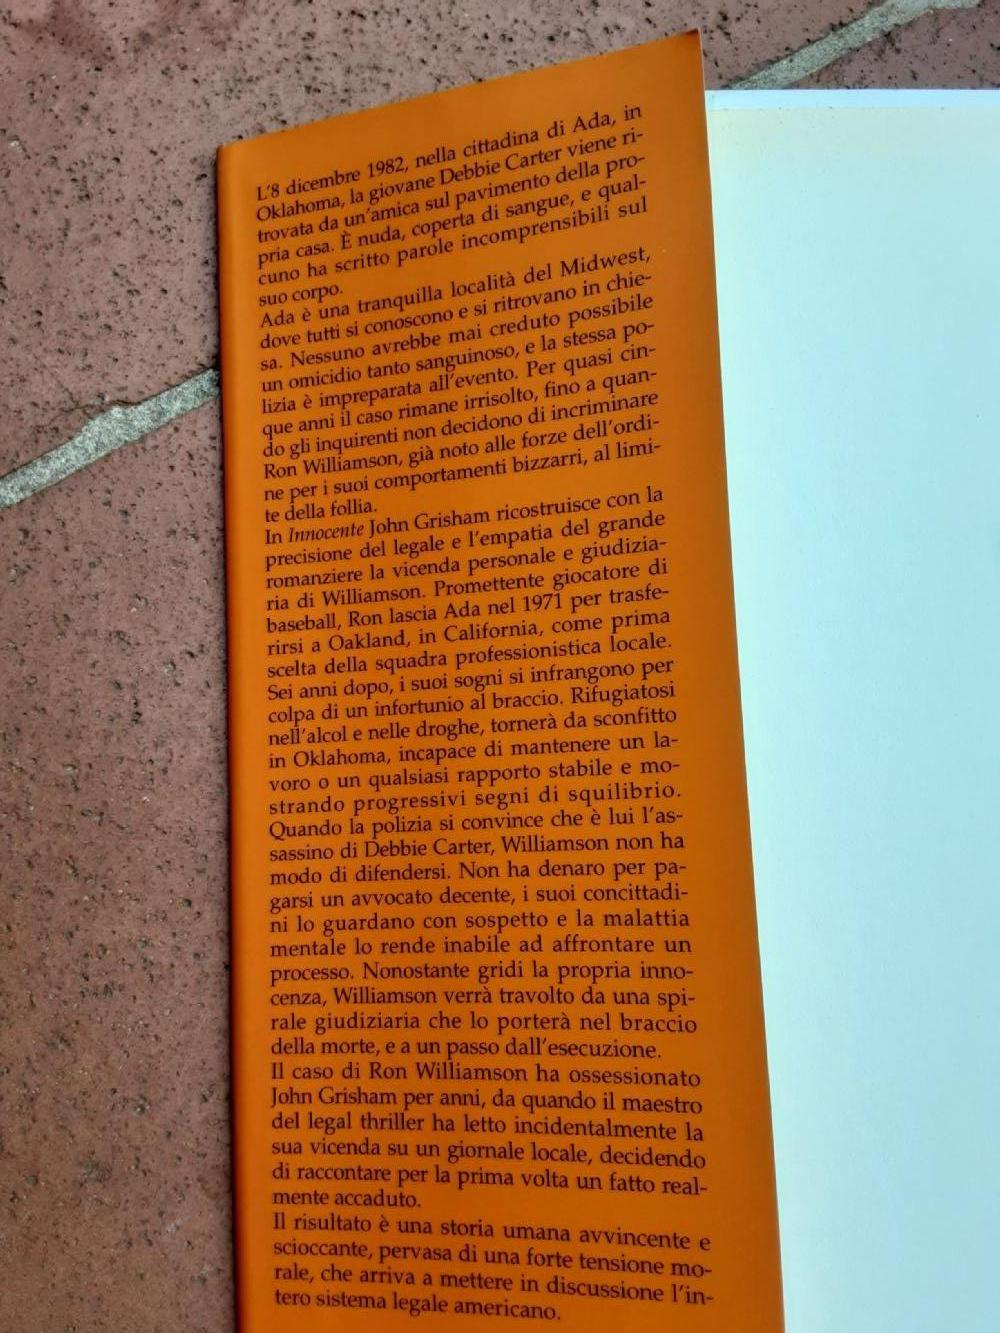 L'8 dicembre 1982, nella cittadina di Ada, in
Oklahoma, la giovane Debbie Carter viene ri-
trovata da un'amica sul pavimento della pro-
pria casa. È nuda, coperta di sangue, e qual-
cuno ha scritto parole incomprensibili sul
suo corpo.
Ada è una tranquilla località del Midwest,
dove tutti si conoscono e si ritrovano in chie-
sa. Nessuno avrebbe mai creduto possibile
un omicidio tanto sanguinoso, e la stessa po-
lizia è impreparata all'evento. Per quasi cin-
que anni il caso rimane irrisolto, fino a quan-
do gli inquirenti non decidono di incriminare
Ron Williamson, già noto alle forze dell'ordi-
ne per i suoi comportamenti bizzarri, al limi-
te della follia.
In Innocente John Grisham ricostruisce con la
precisione del legale e l'empatia del grande
romanziere la vicenda personale e giudizia-
ria di Williamson. Promettente giocatore di
baseball, Ron lascia Ada nel 1971 per trasfe-
rirsi a Oakland, in California, come prima
scelta della squadra professionistica locale.
Sei anni dopo, i suoi sogni si infrangono per
colpa di un infortunio al braccio. Rifugiatosi
nell'alcol e nelle droghe, tornerà da sconfitto
in Oklahoma, incapace di mantenere un la-
voro o un qualsiasi rapporto stabile e mo-
strando progressivi segni di squilibrio.
Quando la polizia si convince che è lui l'as-
sassino di Debbie Carter, Williamson non ha
modo di difendersi. Non ha denaro per pa-
garsi un avvocato decente, i suoi concittadi-
ni lo guardano con sospetto e la malattia
mentale lo rende inabile ad affrontare un
processo. Nonostante gridi la propria inno-
cenza, Williamson verrà travolto da una spi-
rale giudiziaria che lo porterà nel braccio
della morte, e a un passo dall'esecuzione.
Il caso di Ron Williamson ha ossessionato
John Grisham per anni, da quando il maestro
del legal thriller ha letto incidentalmente la
sua vicenda su un giornale locale, decidendo
di raccontare per la prima volta un fatto real-
mente accaduto.
Il risultato è una storia umana avvincente e
scioccante, pervasa di una forte tensione mo-
rale, che arriva a mettere in discussione l'in-
tero sistema legale americano.